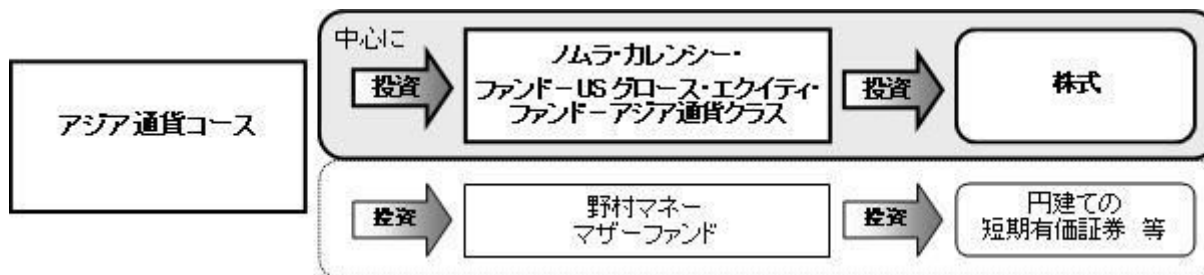 中心に
アジア通貨コース
投資
ノムラ・カレンシー・
ファンド－USグロース・エクイティ・
ファンド－アジア通貨クラス
投資
株式
投資
野村マネー
マザーファンド
投資
円建ての
短期有価証券 等